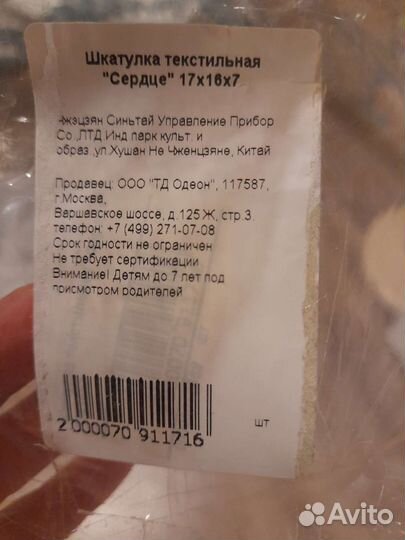 Шкатулка текстильная
"Сердце" 17х16х7
Чжэцзян Синьтай Управление Прибор
Со.,ЛТД Инд парк культ. и
образ.,ул.Хушан Не Чженцзяне, Китай
Продавец: ООО "ТД Одеон", 117587,
г.Москва,
Варшавское шоссе, д.125 Ж, стр.3.
телефон: +7 (499) 271-07-08
Срок годности не ограничен
Не требует сертификации
Внимание! Детям до 7 лет под
присмотром родителей
шт
2 000070 911716
Avito